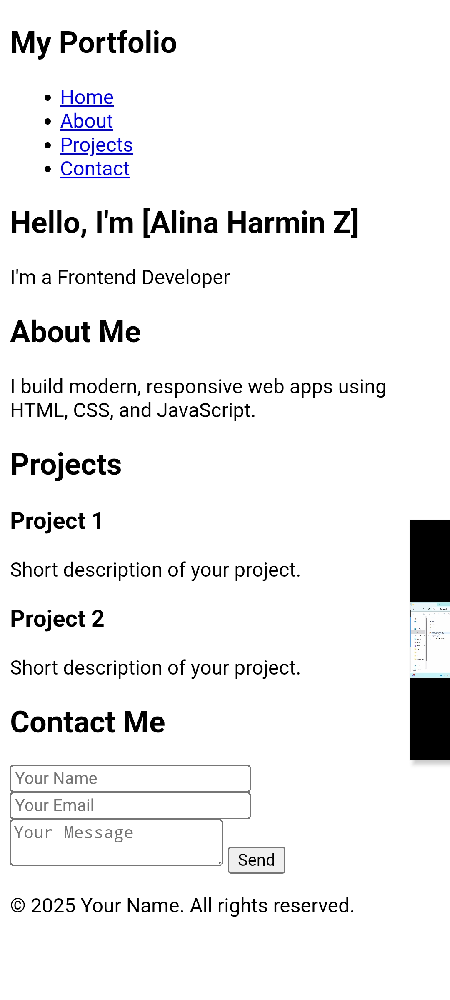 My Portfolio
Home
About
Projects
Contact
Hello, I'm [Alina Harmin Z]
I'm a Frontend Developer
About Me
I build modern, responsive web apps using
HTML, CSS, and JavaScript.
Projects
Project 1
Short description of your project.
Project 2
Short description of your project.
Contact Me
Your Name
Your Email
Your Message
Send
© 2025 Your Name. All rights reserved.